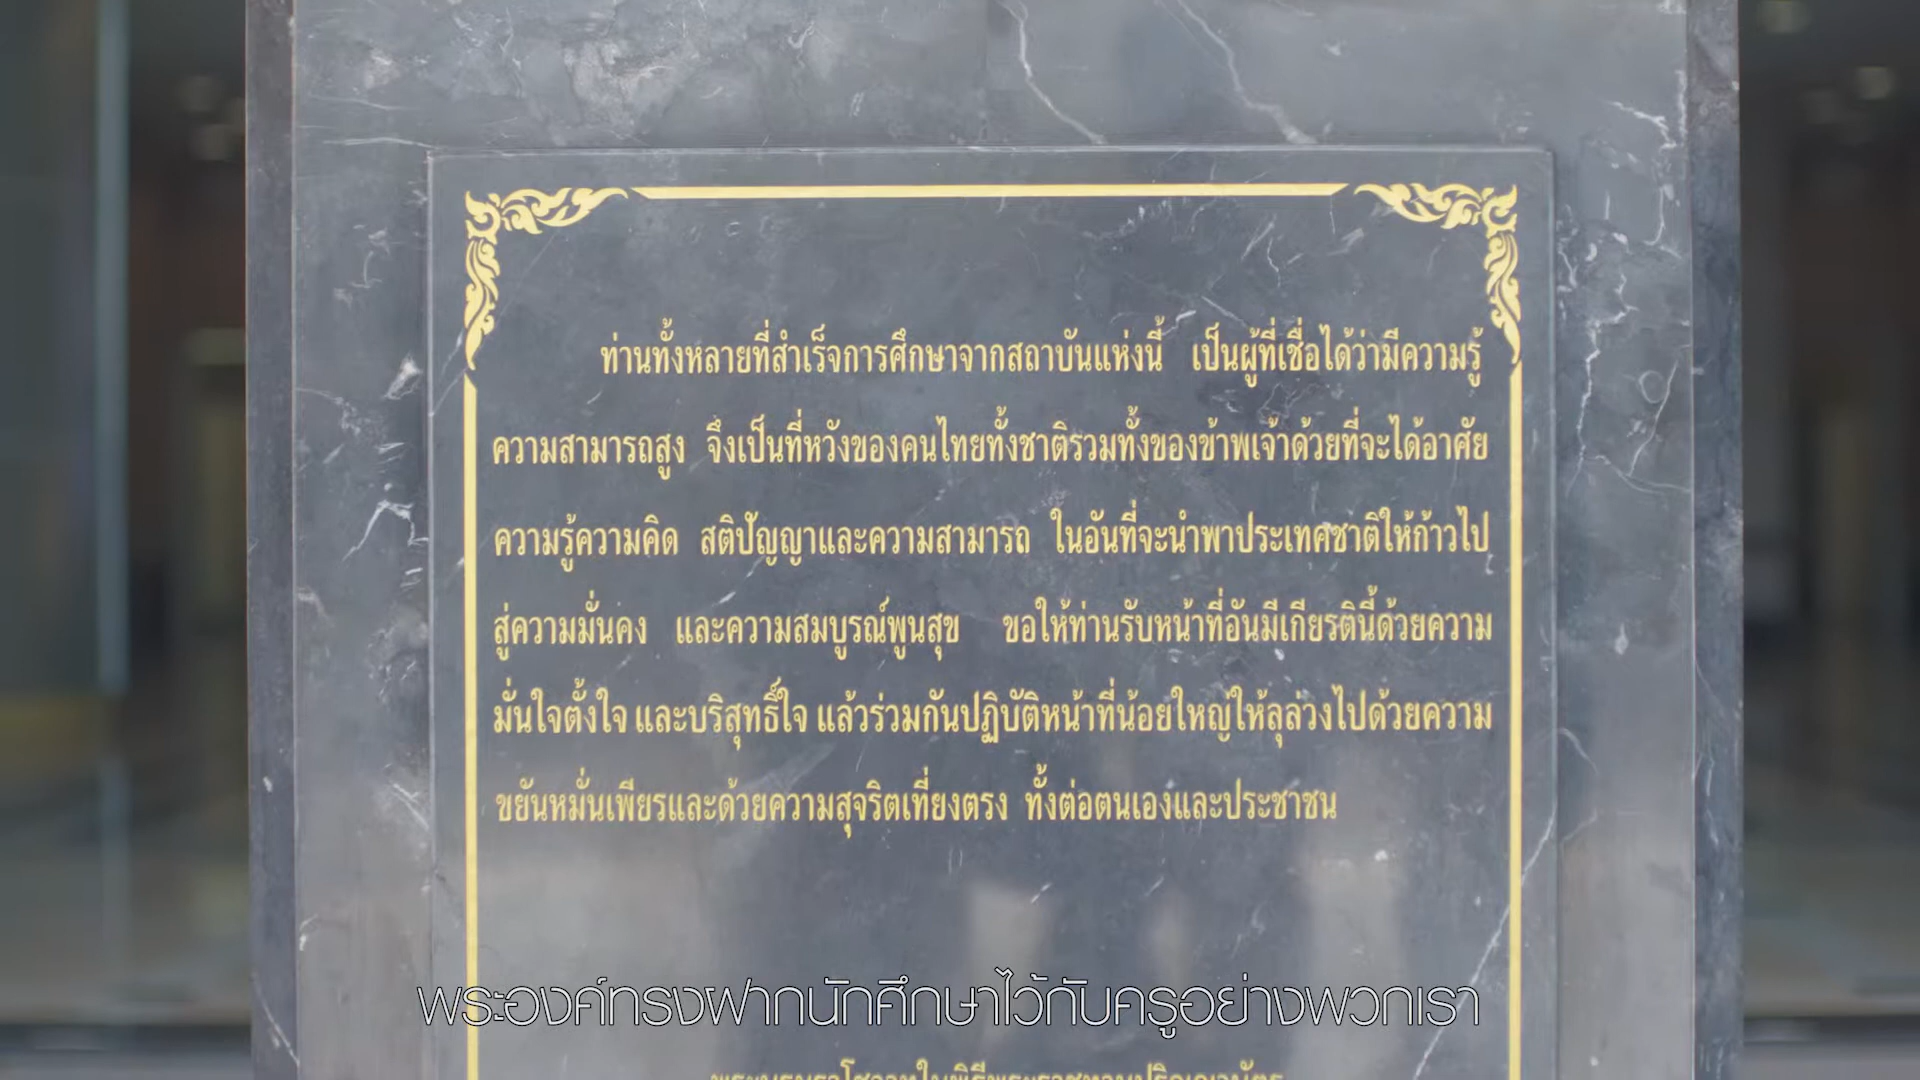 ท่านทั้งหลายที่สำเร็จการศึกษาจากสถาบันแห่งนี้ เป็นผู้ที่เชื่อได้ว่ามีความรู้
ความสามารถสูง จึงเป็นที่หวังของคนไทยทั้งชาติรวมทั้งของข้าพเจ้าด้วยที่จะได้อาศัย
ความรู้ความคิด สติปัญญาและความสามารถ ในอันที่จะนำพาประเทศชาติให้ก้าวไป
สู่ความมั่นคง และความสมบูรณ์พูนสุข ขอให้ท่านรับหน้าที่อันมีเกียรตินี้ด้วยความ
มั่นใจตั้งใจ และบริสุทธิ์ใจ แล้วร่วมกันปฏิบัติหน้าที่น้อยใหญ่ให้ลุล่วงไปด้วยความ
ขยันหมั่นเพียรและด้วยความสุจริตเที่ยงตรง ทั้งต่อตนเองและประชาชน
พระองค์ทรงฝากนักศึกษาไว้กับครูอย่างพวกเรา